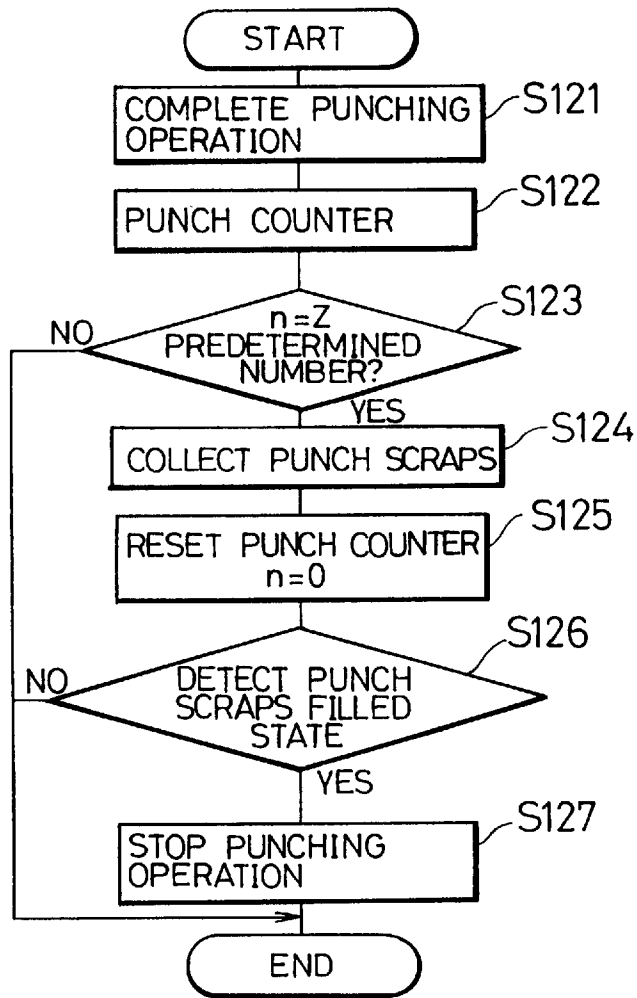 START
COMPLETE PUNCHING
OPERATION
S121
PUNCH COUNTER
S122
n=Z
PREDETERMINED
NUMBER?
S123
NO
YES
COLLECT PUNCH SCRAPS
S124
RESET PUNCH COUNTER
n=0
S125
DETECT PUNCH
SCRAPS FILLED
STATE
S126
NO
YES
STOP PUNCHING
OPERATION
S127
END